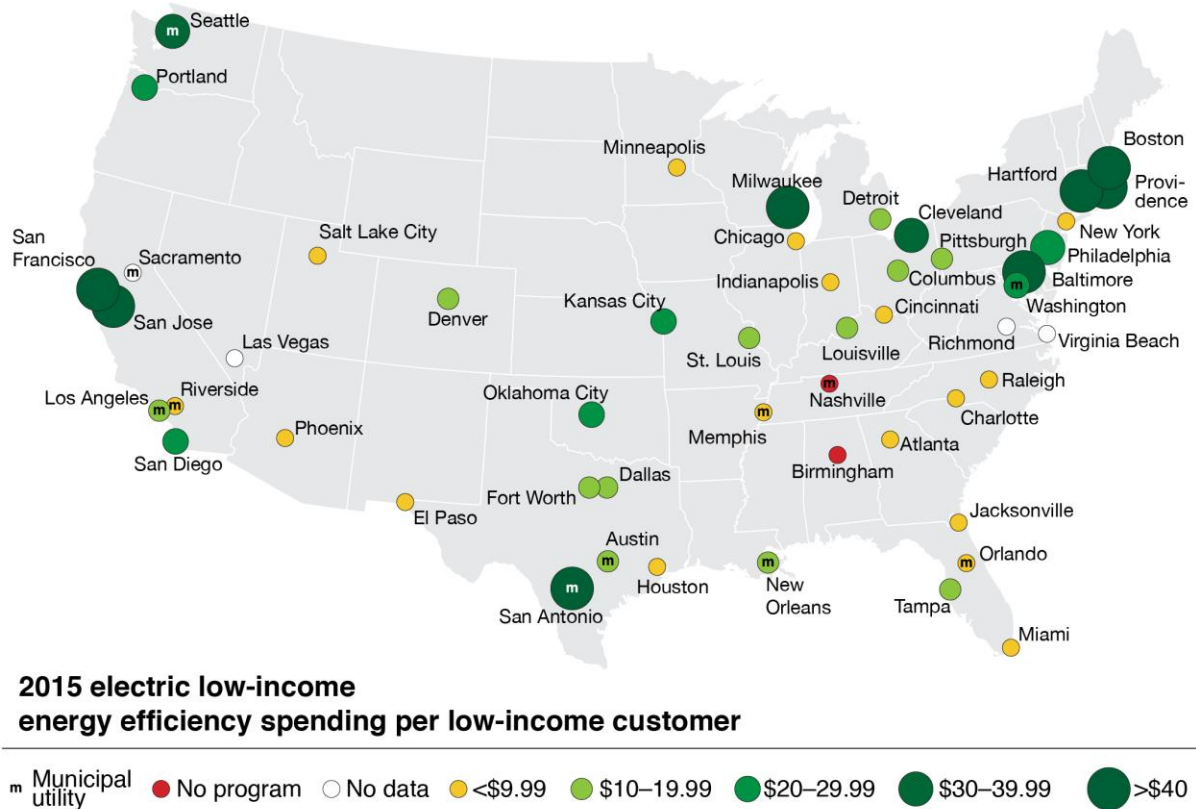 m
Seattle
Portland
Minneapolis
Boston
Milwaukee
Detroit
Hartford
Provi-
dence
Cleveland
San
Francisco
Salt Lake City
Chicago
Pittsburgh
New York
Philadelphia
m
Sacramento
Indianapolis
Columbus
Baltimore
San Jose
Denver
Kansas City
Cincinnati
m
Washington
Las Vegas
St. Louis
Louisville
Richmond
Virginia Beach
Los Angeles
m
m
Riverside
Oklahoma City
m
Nashville
Raleigh
Phoenix
Memphis
m
Charlotte
San Diego
Birmingham
Atlanta
Fort Worth
Dallas
El Paso
Jacksonville
Austin
m
m
Orlando
Houston
m
New
Orleans
m
San Antonio
Tampa
Miami
2015 electric low-income
energy efficiency spending per low-income customer
m Municipal
utility
No program
No data
<$9.99
$10–19.99
$20–29.99
$30–39.99
>$40